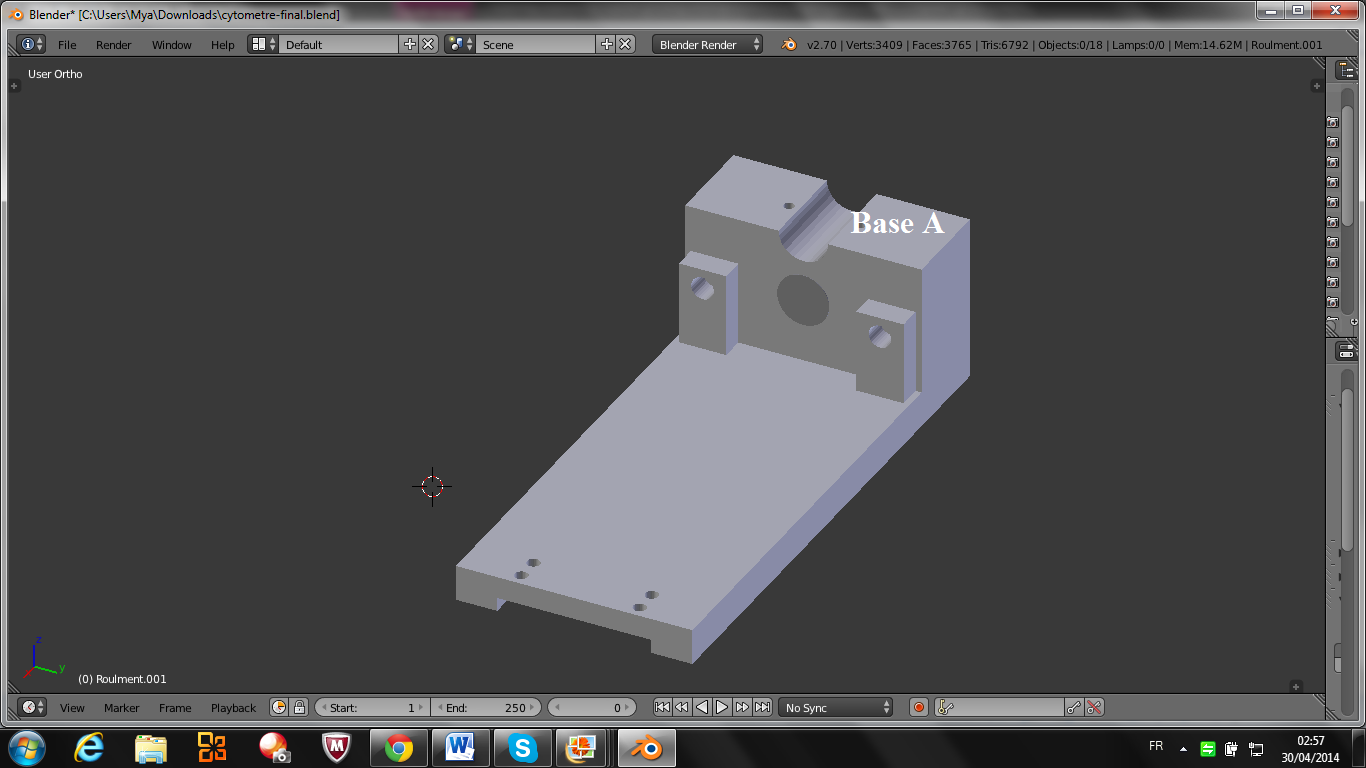 Blender* [C:\Users\Mya\Downloads\cytometre-final.blend]
File Render Window Help Default Scene Blender Render v2.70 | Verts:3409 | Faces:3765 | Tris:6792 | Objects:0/18 | Lamps:0/0 | Mem:14.62M | Roulment.001
User Ortho
Base A
z
y
(0) Roulment.001
View Marker Frame Playback Start: 1 End: 250 0 No Sync
FR 02:57
30/04/2014